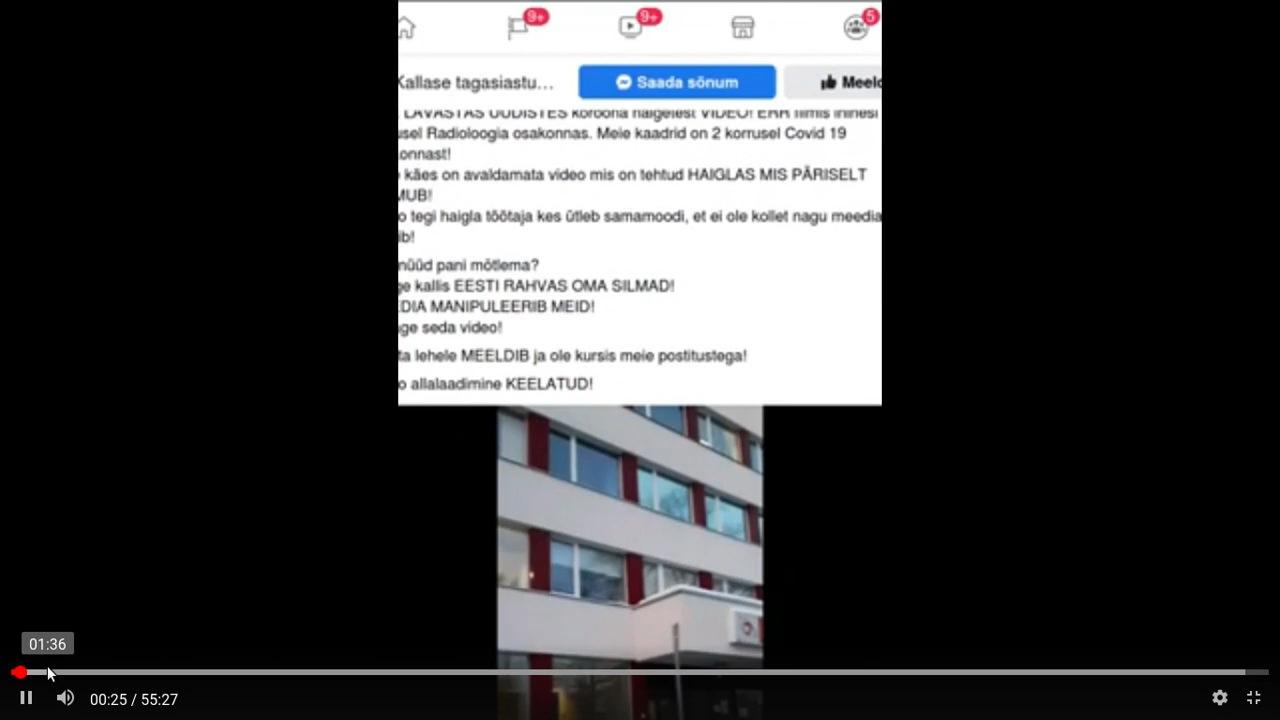 9+ 9+ 5
Kallase tagasiastu… Saada sõnum
LAVASTAS UUDISTES koroona haigetest VIDEO! ERR filmis inimesi
Radioloogia osakonnas. Meie kaadrid on 2 korrusel Covid 19
käes on avaldamata video mis on tehtud HAIGLAS MIS PÄRISELT
tegi haigla töötaja kes ütleb samamoodi, et ei ole kollet nagu meedia
nüüd pani mõtlema?
kallis EESTI RAHVAS OMA SILMAD!
MANIPULEERIB MEID!
seda video!
lehele MEELDIB ja ole kursis meie postitustega!
allalaadimine KEELATUD!
01:36
00:25 / 55:27